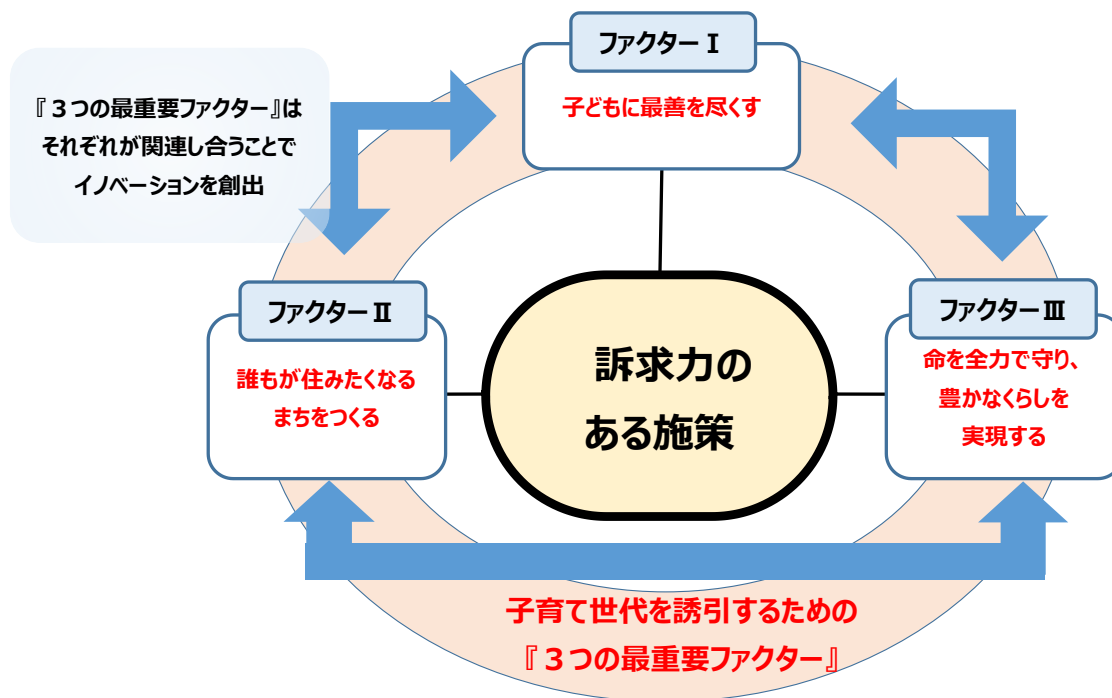 ファクターⅠ
子どもに最善を尽くす
『３つの最重要ファクター』は
それぞれが関連し合うことで
イノベーションを創出
ファクターⅡ
誰もが住みたくなる
まちをつくる
訴求力の
ある施策
ファクターⅢ
命を全力で守り、
豊かなくらしを
実現する
子育て世代を誘引するための
『３つの最重要ファクター』